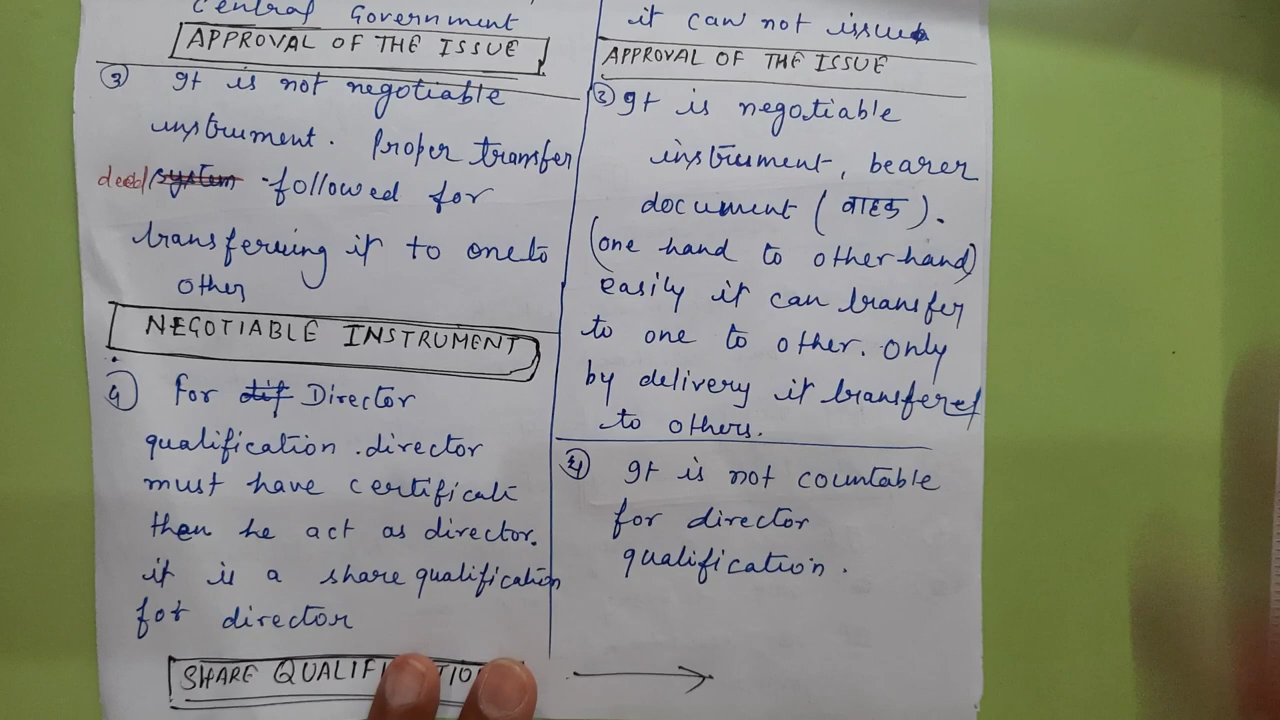 Central Government
APPROVAL OF THE ISSUE
③ It is not negotiable
instrument. Proper transfer
deed/system followed for
transferring it to one to
other
NEGOTIABLE INSTRUMENT
④ For dif Director
qualification. director
must have certificate
then he act as director.
it is a share qualification
for director
SHARE QUALIF TIO
it can not issue
APPROVAL OF THE ISSUE
③ It is negotiable
instrument, bearer
document (वाहक).
(one hand to other hand)
easily it can transfer
to one to other. Only
by delivery it transferef
to others.
④ It is not countable
for director
qualification.